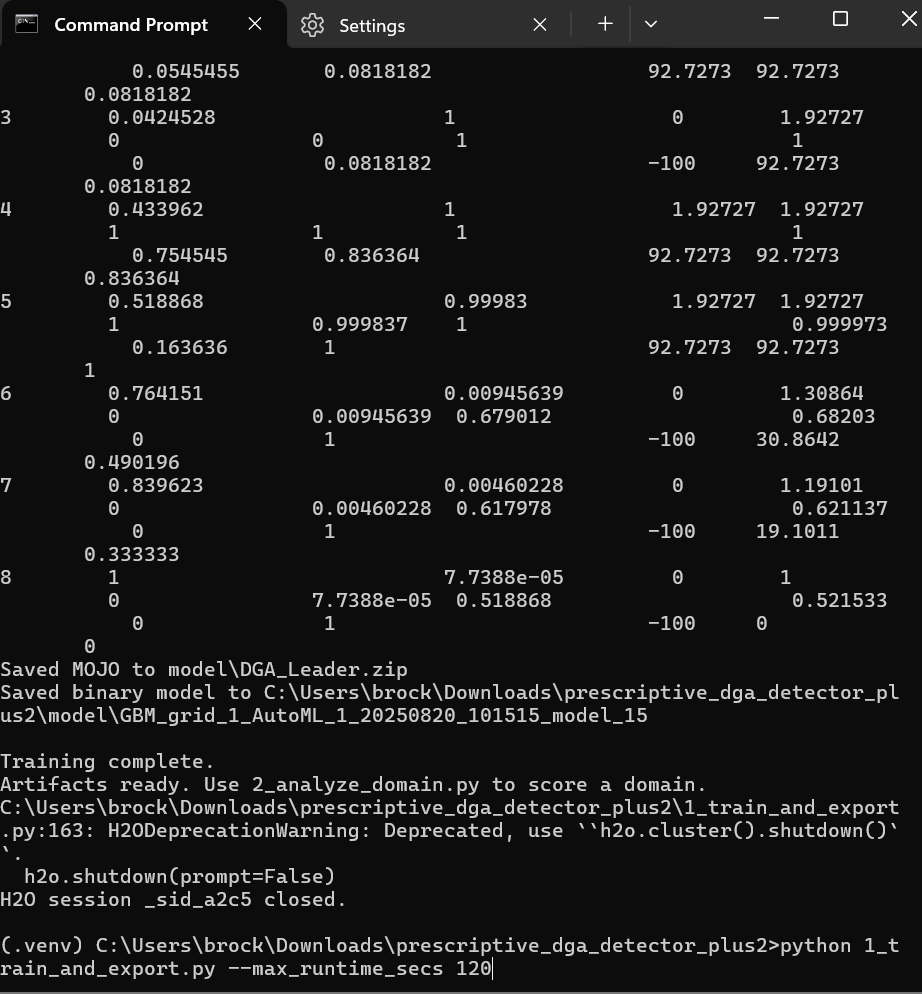 Command Prompt
Settings
0.0545455 0.0818182 92.7273 92.7273
0.0818182
3 0.0424528 1 0 1.92727
0 0 1 1
0 0.0818182 -100 92.7273
0.0818182
4 0.433962 1 1.92727 1.92727
1 1 1 1
0.754545 0.836364 92.7273 92.7273
0.836364
5 0.518868 0.99983 1.92727 1.92727
1 0.999837 1 0.999973
0.163636 1 92.7273 92.7273
1
6 0.764151 0.00945639 0 1.30864
0 0.00945639 0.679012 0.68203
0 1 -100 30.8642
0.490196
7 0.839623 0.00460228 0 1.19101
0 0.00460228 0.617978 0.621137
0 1 -100 19.1011
0.333333
8 1 7.7388e-05 0 1
0 7.7388e-05 0.518868 0.521533
0 1 -100 0
0
Saved MOJO to model\DGA_Leader.zip
Saved binary model to C:\Users\brock\Downloads\prescriptive_dga_detector_pl
us2\model\GBM_grid_1_AutoML_1_20250820_101515_model_15
Training complete.
Artifacts ready. Use 2_analyze_domain.py to score a domain.
C:\Users\brock\Downloads\prescriptive_dga_detector_plus2\1_train_and_export
.py:163: H2ODeprecationWarning: Deprecated, use ``h2o.cluster().shutdown()`
`.
h2o.shutdown(prompt=False)
H2O session _sid_a2c5 closed.
(.venv) C:\Users\brock\Downloads\prescriptive_dga_detector_plus2>python 1_t
rain_and_export.py --max_runtime_secs 120